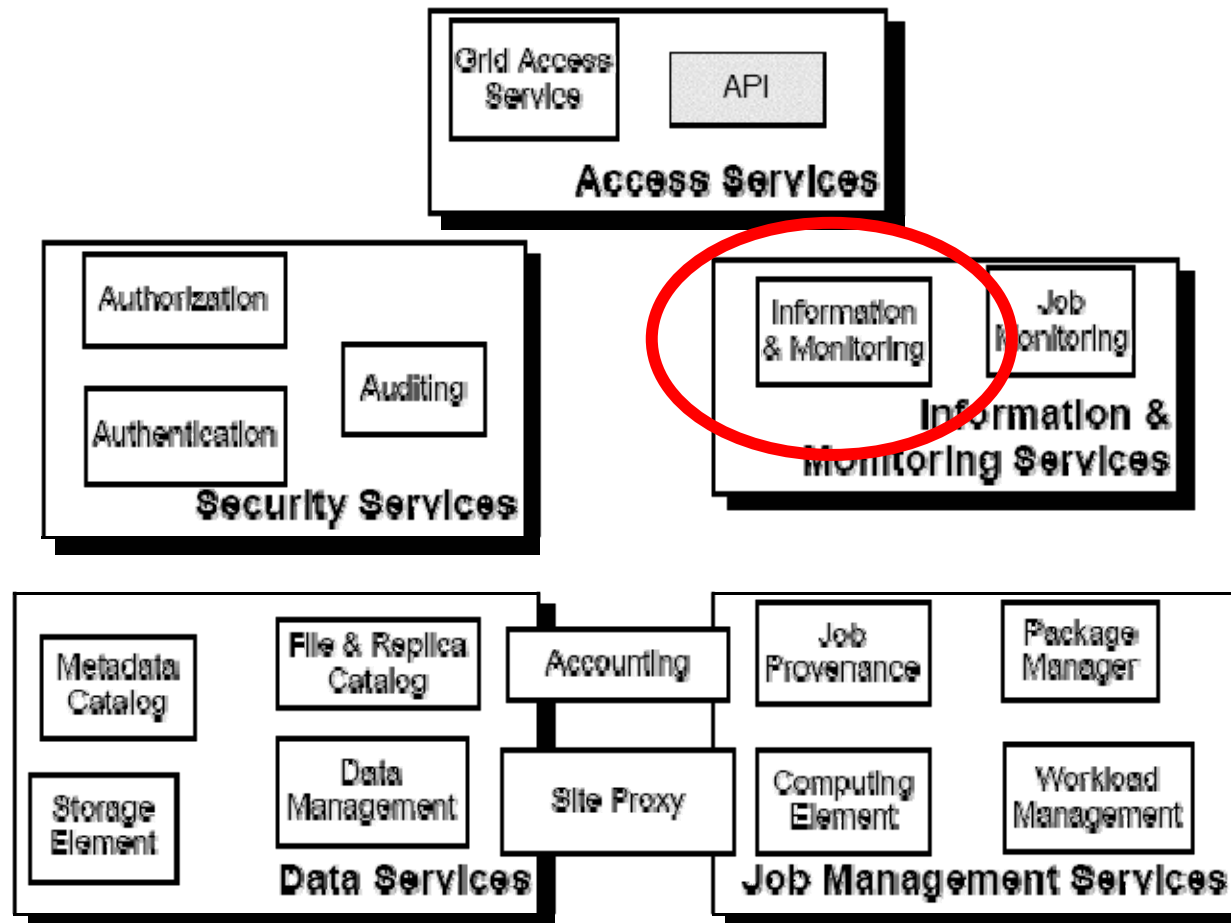 Grid Access
Service
API
Access Services
Authorization
Authentication
Auditing
Security Services
Information
& Monitoring
Job
Monitoring
Information &
Monitoring Services
Metadata
Catalog
File & Replica
Catalog
Storage
Element
Data
Management
Data Services
Accounting
Site Proxy
Job
Provenance
Package
Manager
Computing
Element
Workload
Management
Job Management Services